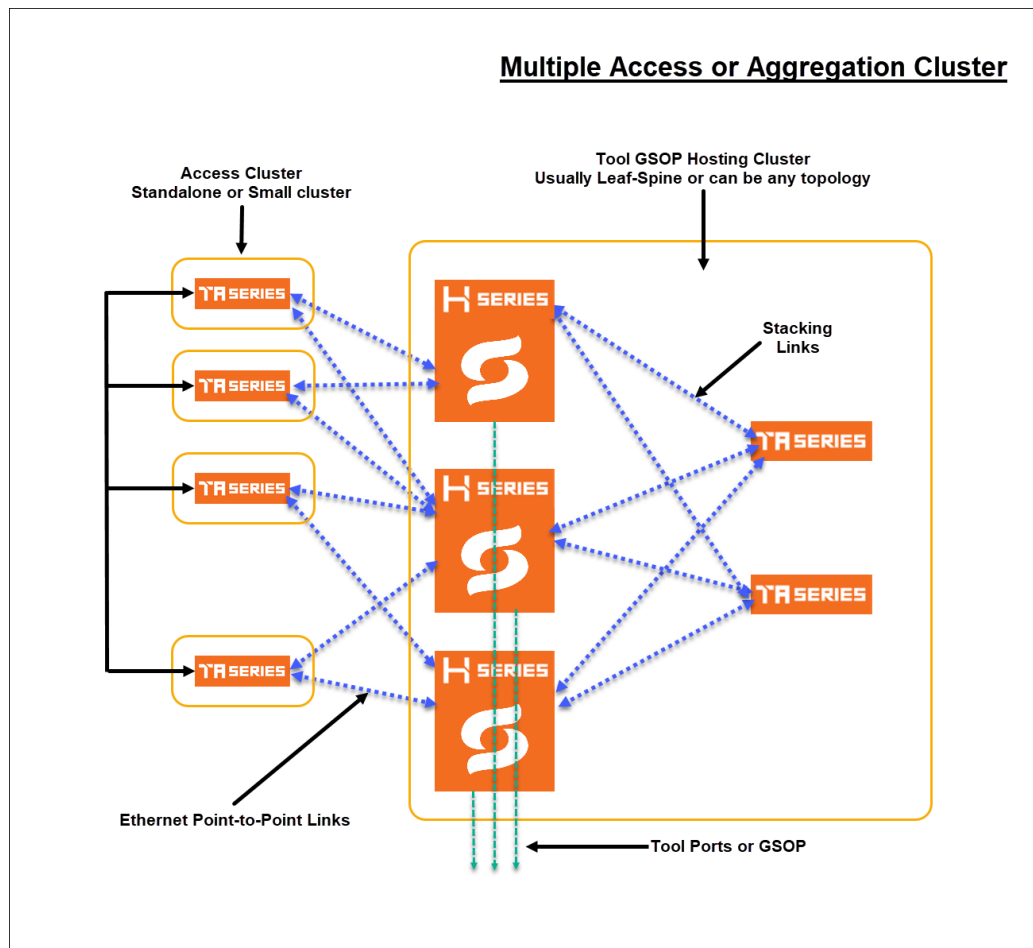 Multiple Access or Aggregation Cluster
Access Cluster
Standalone or Small cluster
Tool GSOP Hosting Cluster
Usually Leaf-Spine or can be any topology
TA SERIES
H SERIES
Stacking
Links
TA SERIES
TA SERIES
TA SERIES
H SERIES
TA SERIES
TA SERIES
H SERIES
Ethernet Point-to-Point Links
Tool Ports or GSOP